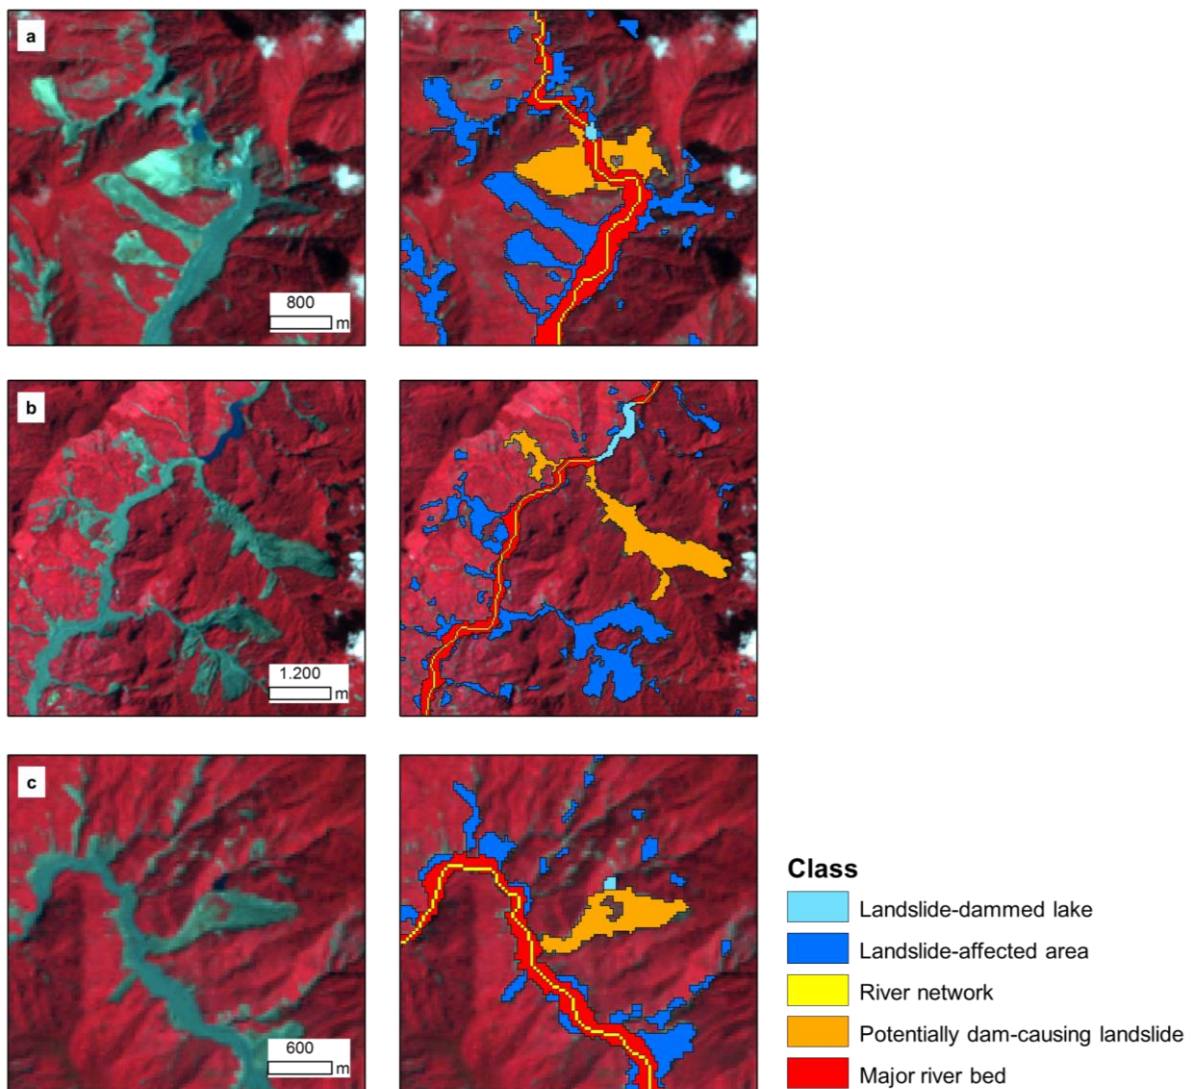 a
800
m
b
1.200
m
c
600
m
Class
Landslide-dammed lake
Landslide-affected area
River network
Potentially dam-causing landslide
Major river bed